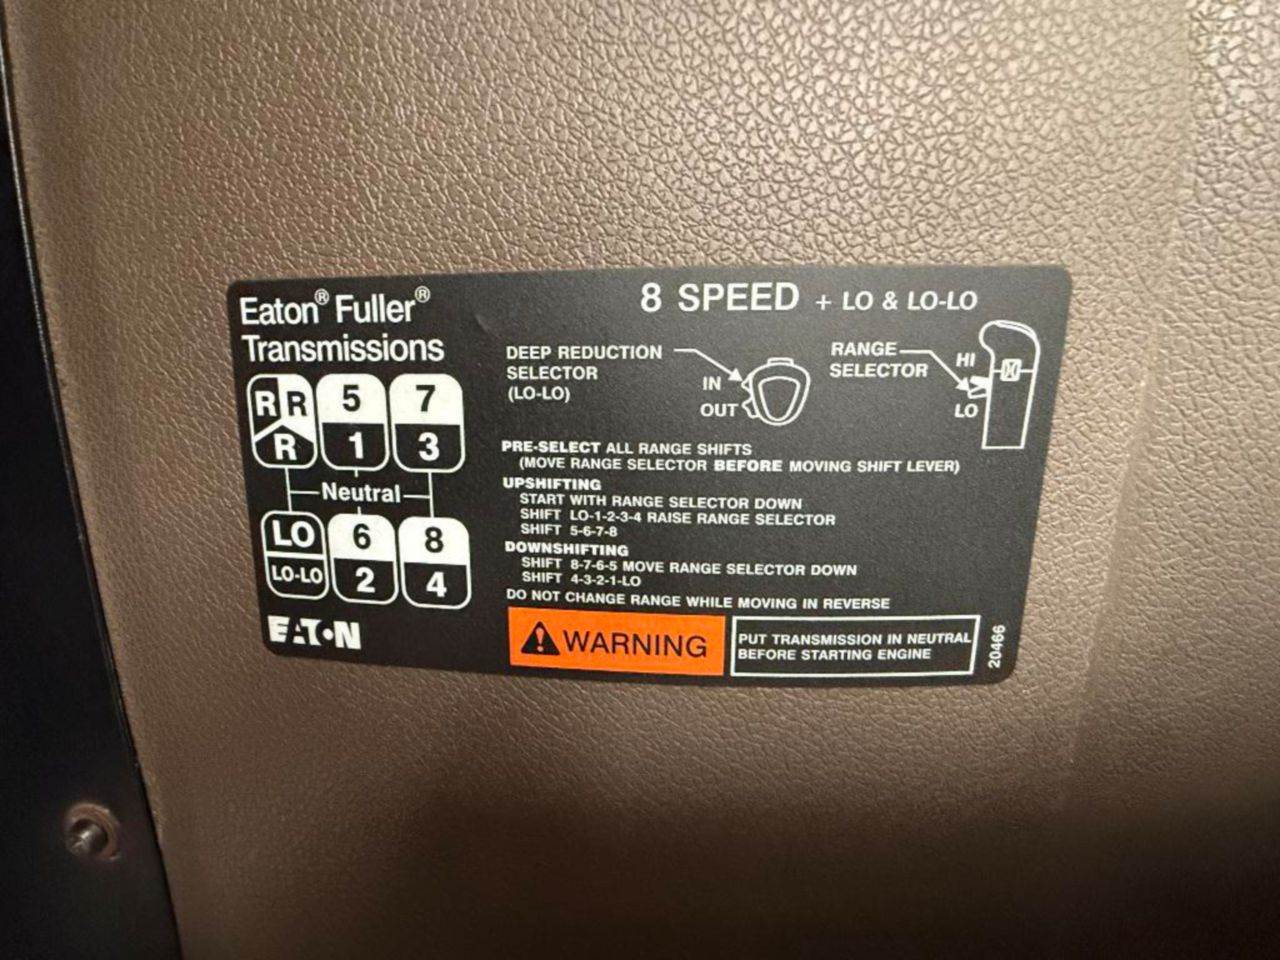 Eaton® Fuller®
Transmissions
8 SPEED + LO & LO-LO
R R R
5 1
7 3
Neutral
LO LO-LO
6 2
8 4
EATON
DEEP REDUCTION
SELECTOR
(LO-LO)
IN
OUT
RANGE
SELECTOR
HI
LO
PRE-SELECT ALL RANGE SHIFTS
(MOVE RANGE SELECTOR BEFORE MOVING SHIFT LEVER)
UPSHIFTING
START WITH RANGE SELECTOR DOWN
SHIFT LO-1-2-3-4 RAISE RANGE SELECTOR
SHIFT 5-6-7-8
DOWNSHIFTING
SHIFT 8-7-6-5 MOVE RANGE SELECTOR DOWN
SHIFT 4-3-2-1-LO
DO NOT CHANGE RANGE WHILE MOVING IN REVERSE
WARNING
PUT TRANSMISSION IN NEUTRAL
BEFORE STARTING ENGINE
20466